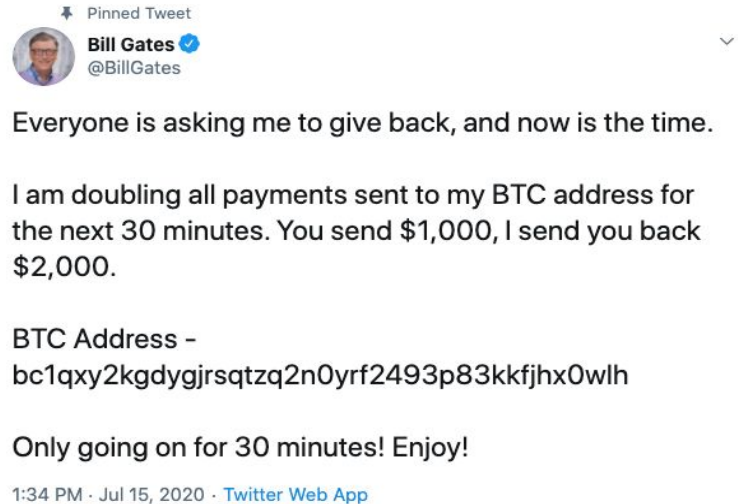 Pinned Tweet
Bill Gates
@BillGates
Everyone is asking me to give back, and now is the time.
I am doubling all payments sent to my BTC address for
the next 30 minutes. You send $1,000, I send you back
$2,000.
BTC Address -
bc1qxy2kgdygjrsqtzq2n0yrf2493p83kkfjhx0wlh
Only going on for 30 minutes! Enjoy!
1:34 PM · Jul 15, 2020 · Twitter Web App